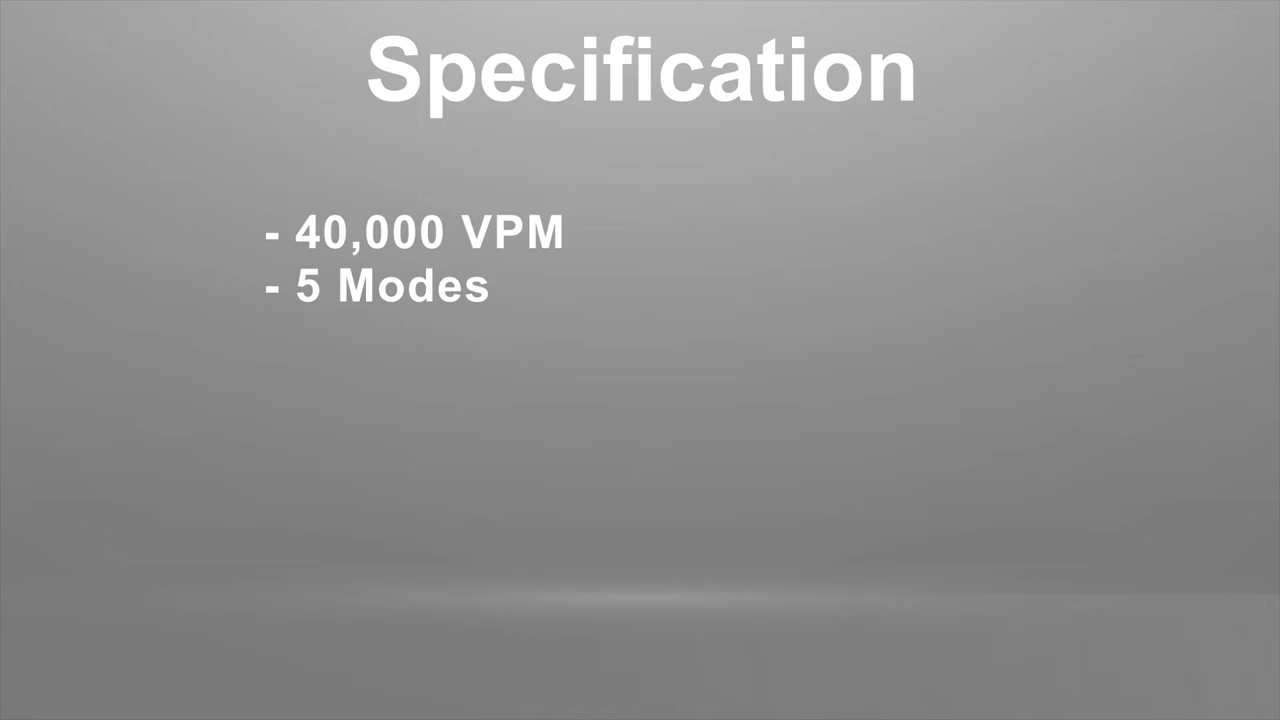 Specification
- 40,000 VPM
- 5 Modes